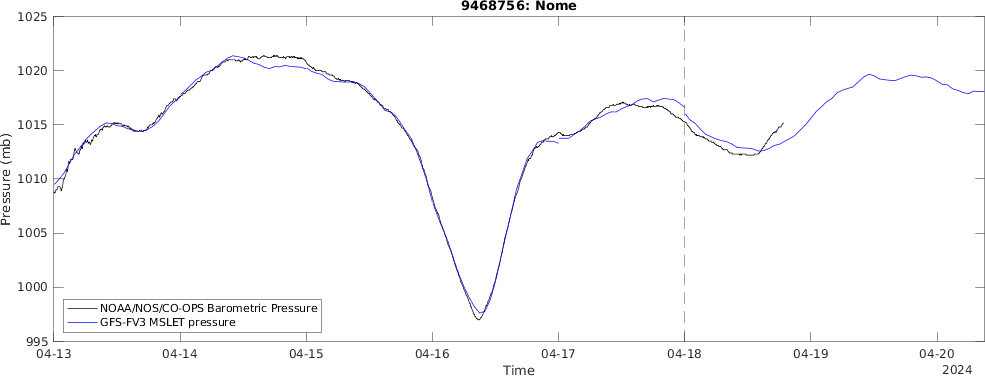 9468756: Nome
1025
1020
1015
1010
1005
1000
995
Pressure (mb)
NOAA/NOS/CO-OPS Barometric Pressure
GFS-FV3 MSLET pressure
04-13 04-14 04-15 04-16 04-17 04-18 04-19 04-20
Time
2024